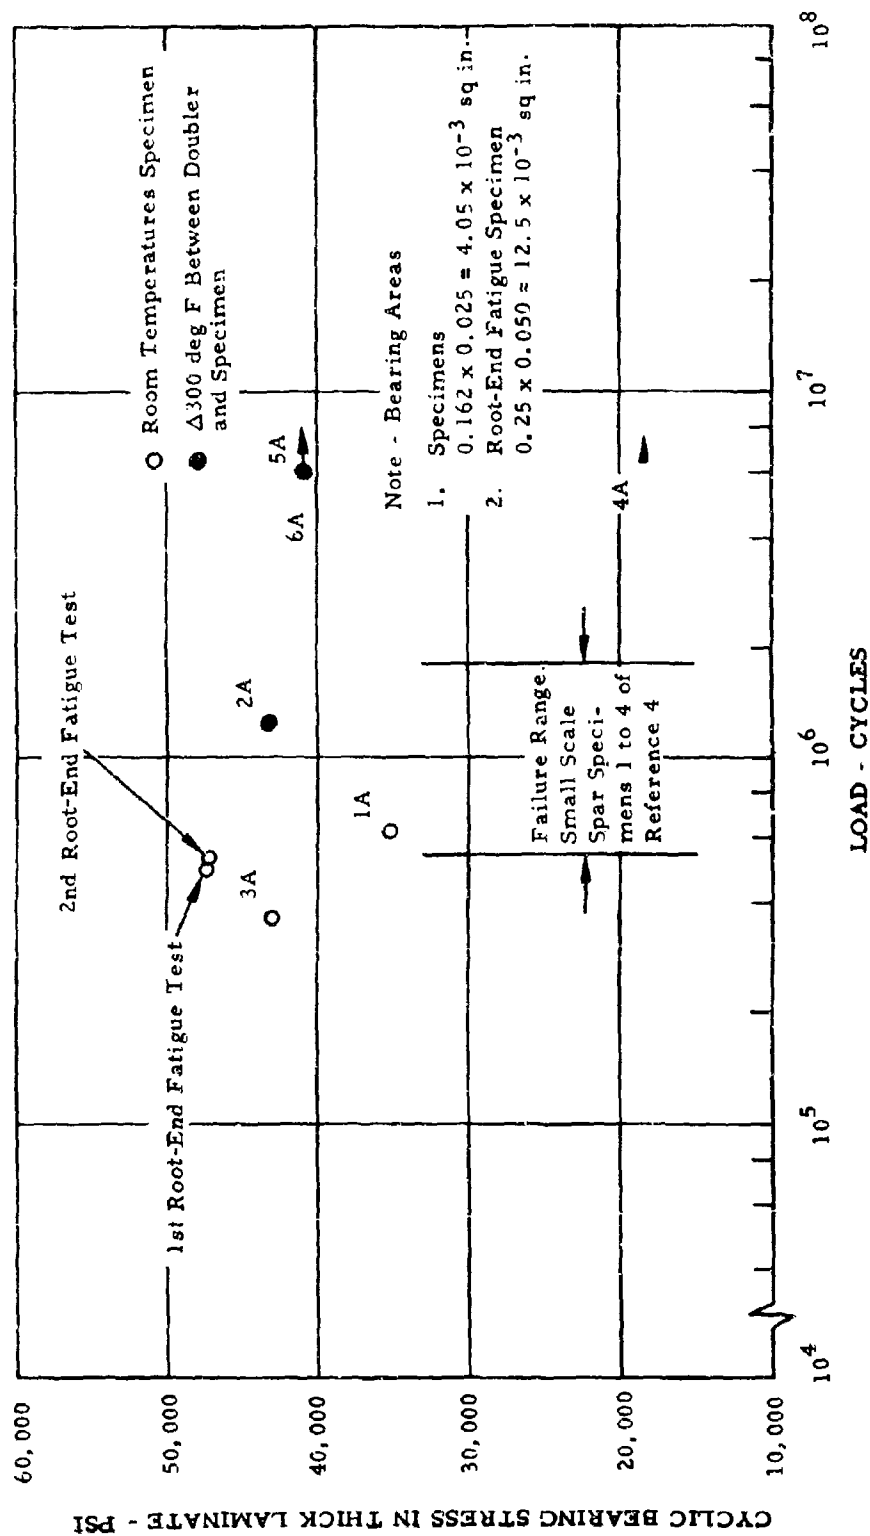 60,000
50,000
40,000
30,000
20,000
10,000
CYCLIC BEARING STRESS IN THICK LAMINATE - PSI
10⁴
10⁵
10⁶
10⁷
10⁸
LOAD - CYCLES
1st Root-End Fatigue Test
2nd Root-End Fatigue Test
3A
2A
1A
6A
5A
4A
Room Temperatures Specimen
Δ300 deg F Between Doubler
and Specimen
Note - Bearing Areas
1. Specimens
0.162 x 0.025 = 4.05 x 10⁻³ sq in.
2. Root-End Fatigue Specimen
0.25 x 0.050 = 12.5 x 10⁻³ sq in.
Failure Range.
Small Scale
Spar Speci-
mens 1 to 4 of
Reference 4